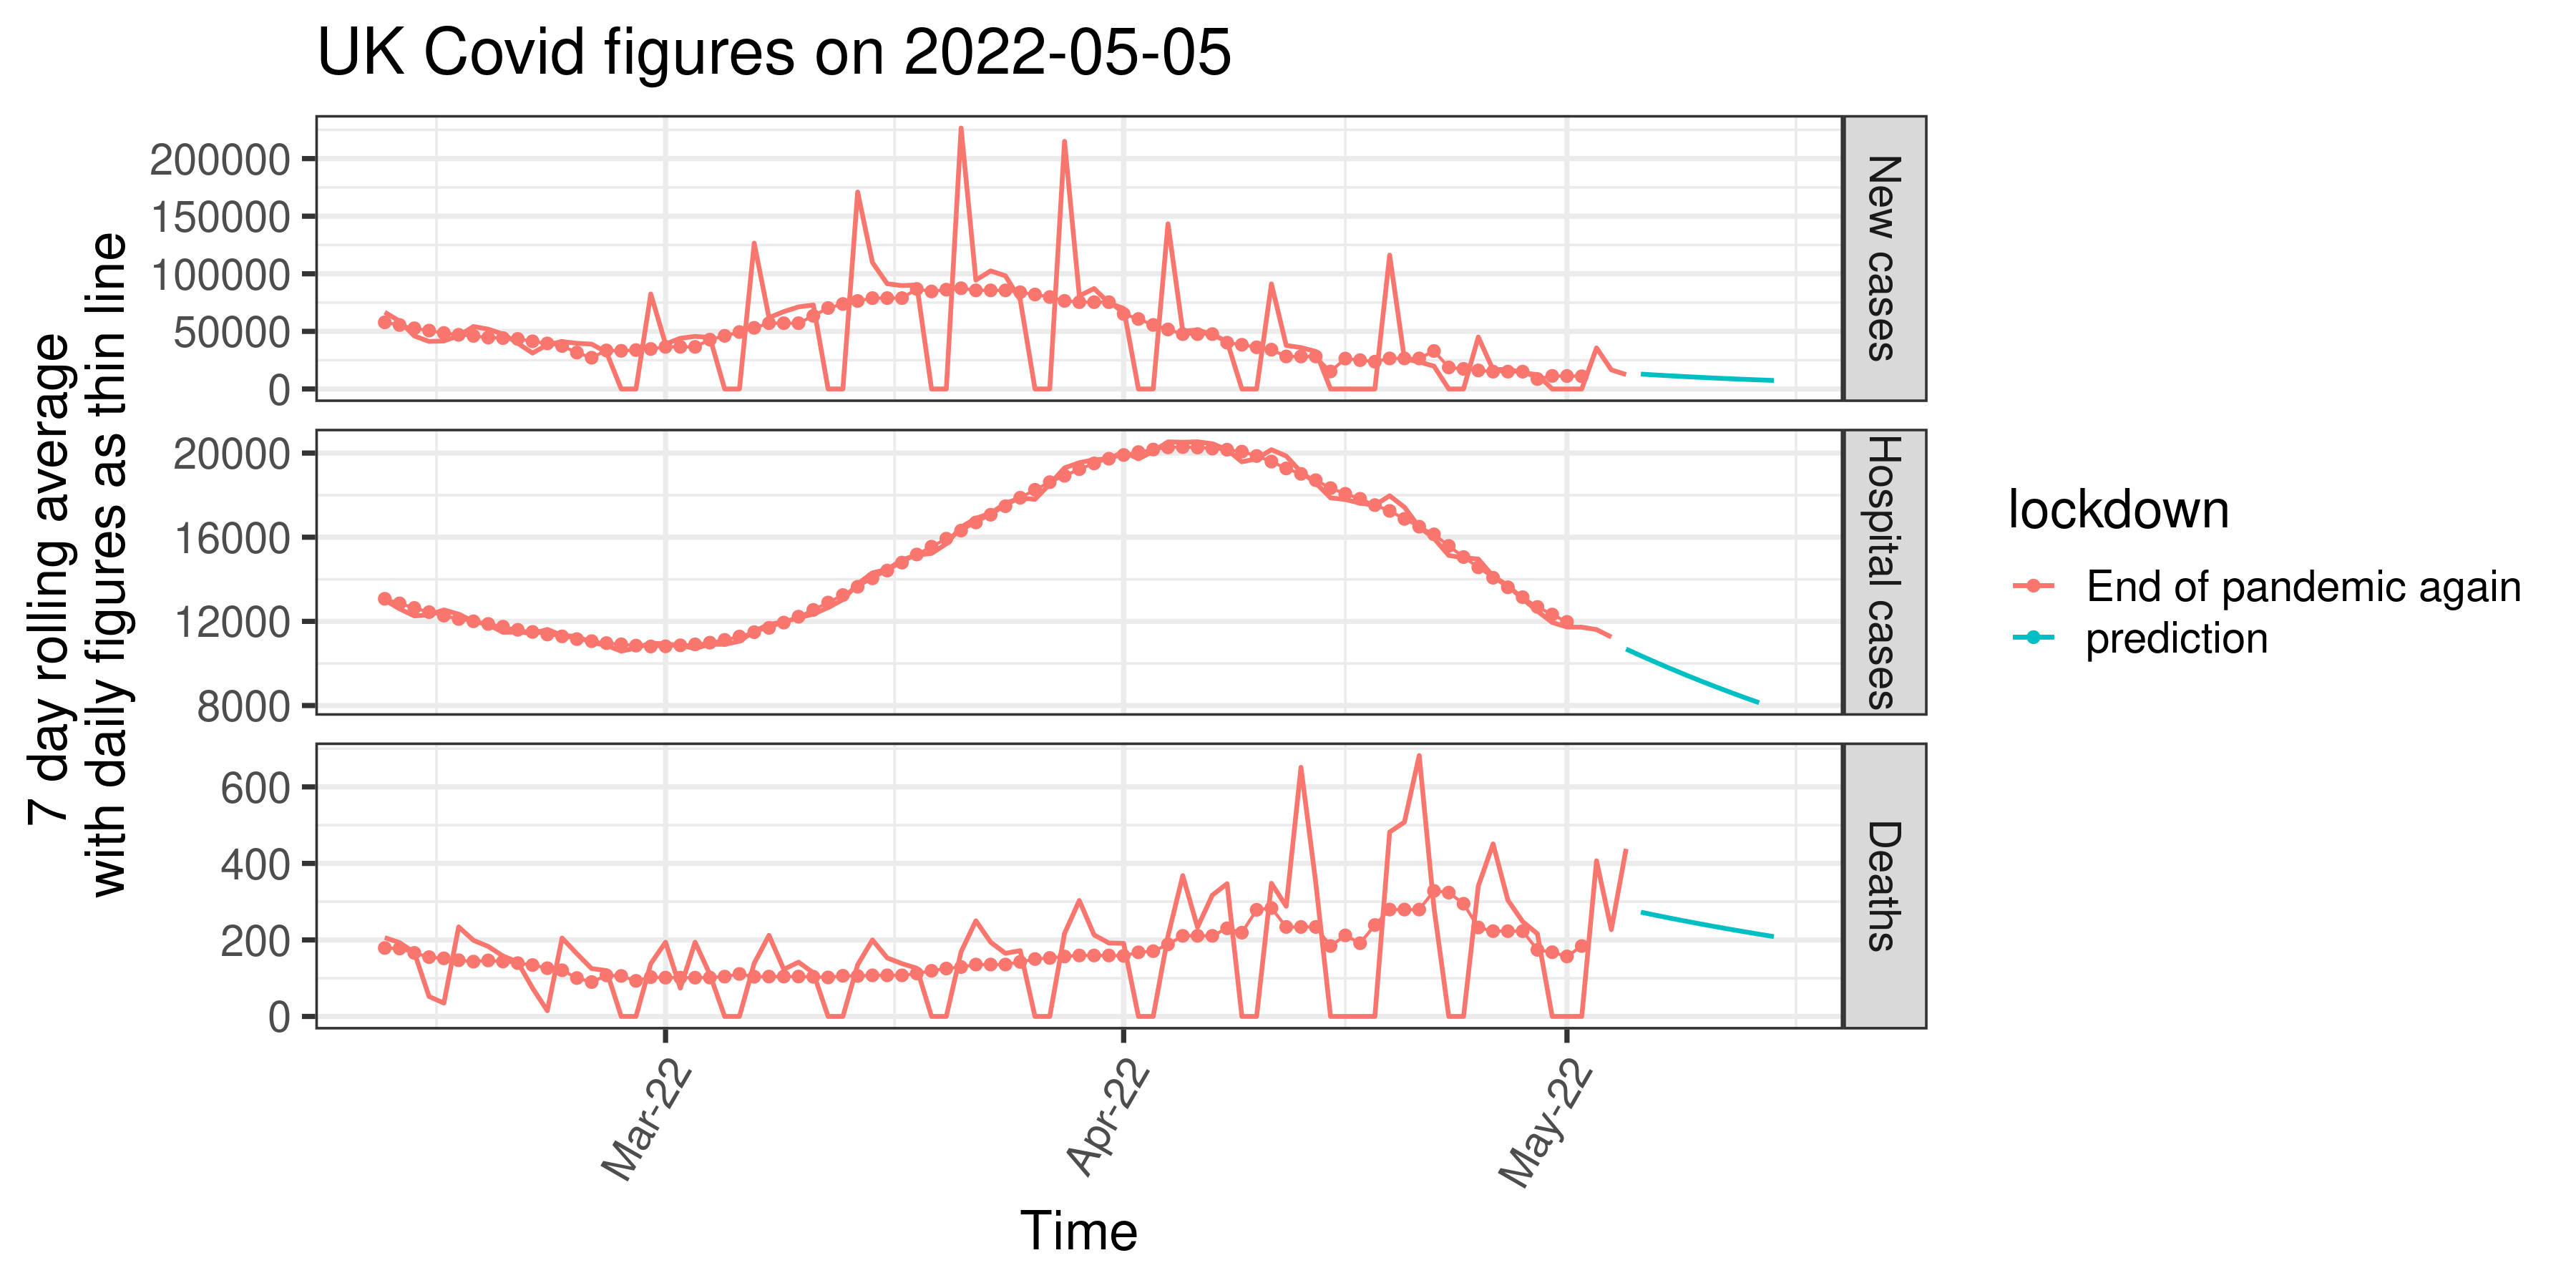 UK Covid figures on 2022-05-05
7 day rolling average
with daily figures as thin line
200000
150000
100000
50000
0
New cases
20000
16000
12000
8000
Hospital cases
600
400
200
0
Deaths
Mar-22
Apr-22
May-22
Time
lockdown
End of pandemic again
prediction